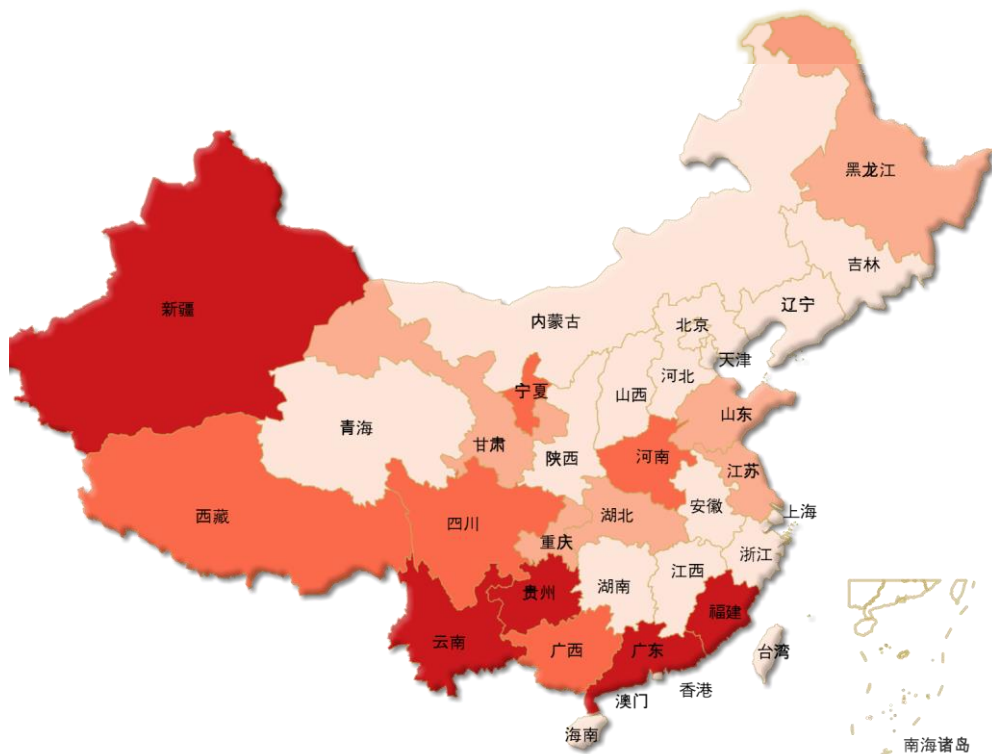 黑龙江
吉林
辽宁
新疆
内蒙古
北京
天津
河北
山西
宁夏
山东
青海
甘肃
陕西
河南
江苏
安徽
上海
西藏
四川
湖北
重庆
浙江
江西
湖南
贵州
福建
云南
广西
广东
台湾
香港
澳门
海南
南海诸岛